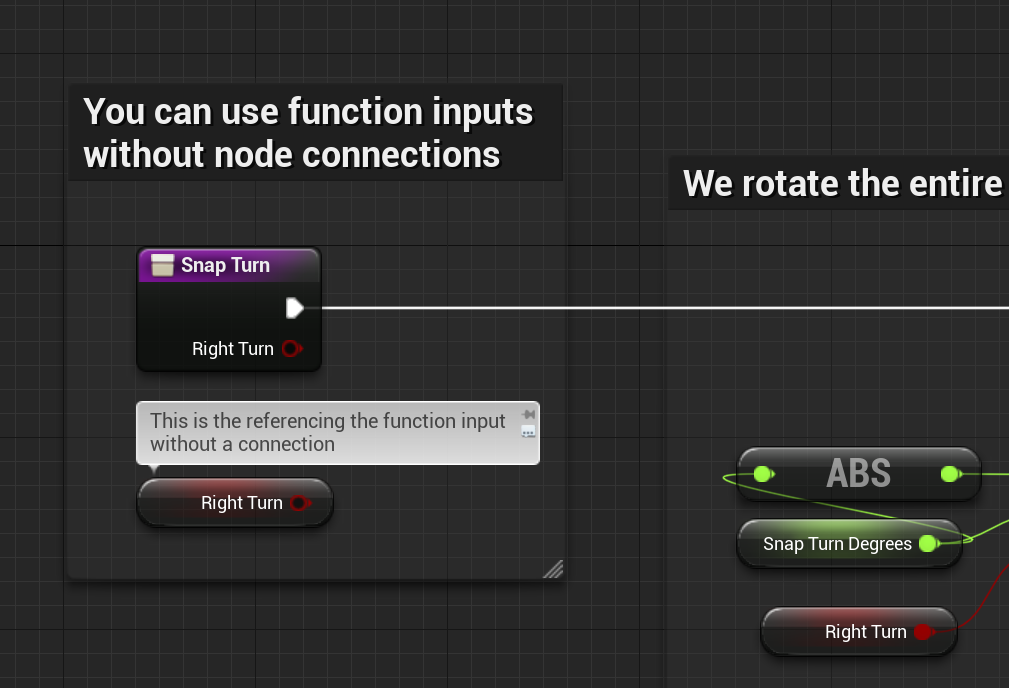 You can use function inputs
without node connections
We rotate the entire
Snap Turn
Right Turn
This is the referencing the function input
without a connection
Right Turn
ABS
Snap Turn Degrees
Right Turn